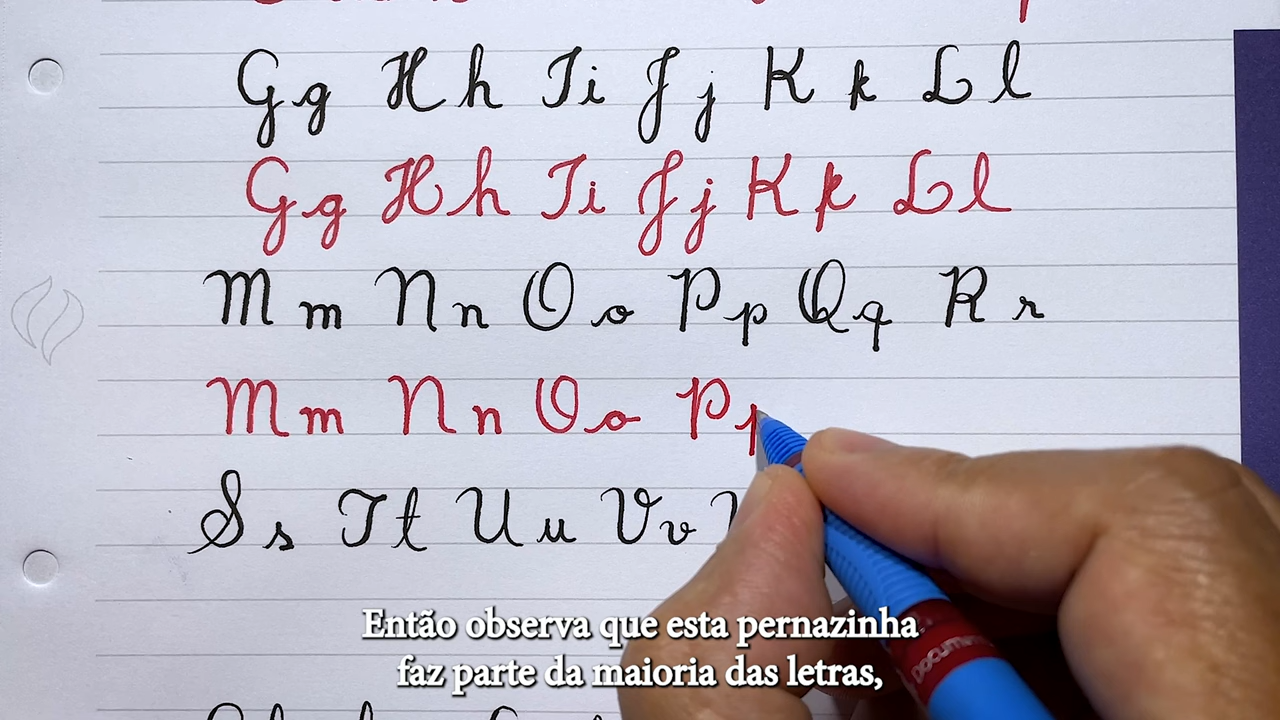 Gg Hh Ii Jj Kk Ll
Gg Hh Ii Jj Kk Ll
Mm Nn Oo Pp Qq Rr
Mm Nn Oo Pp
Ss Tt Uu Vv
Então observa que esta pernazinha
faz parte da maioria das letras,